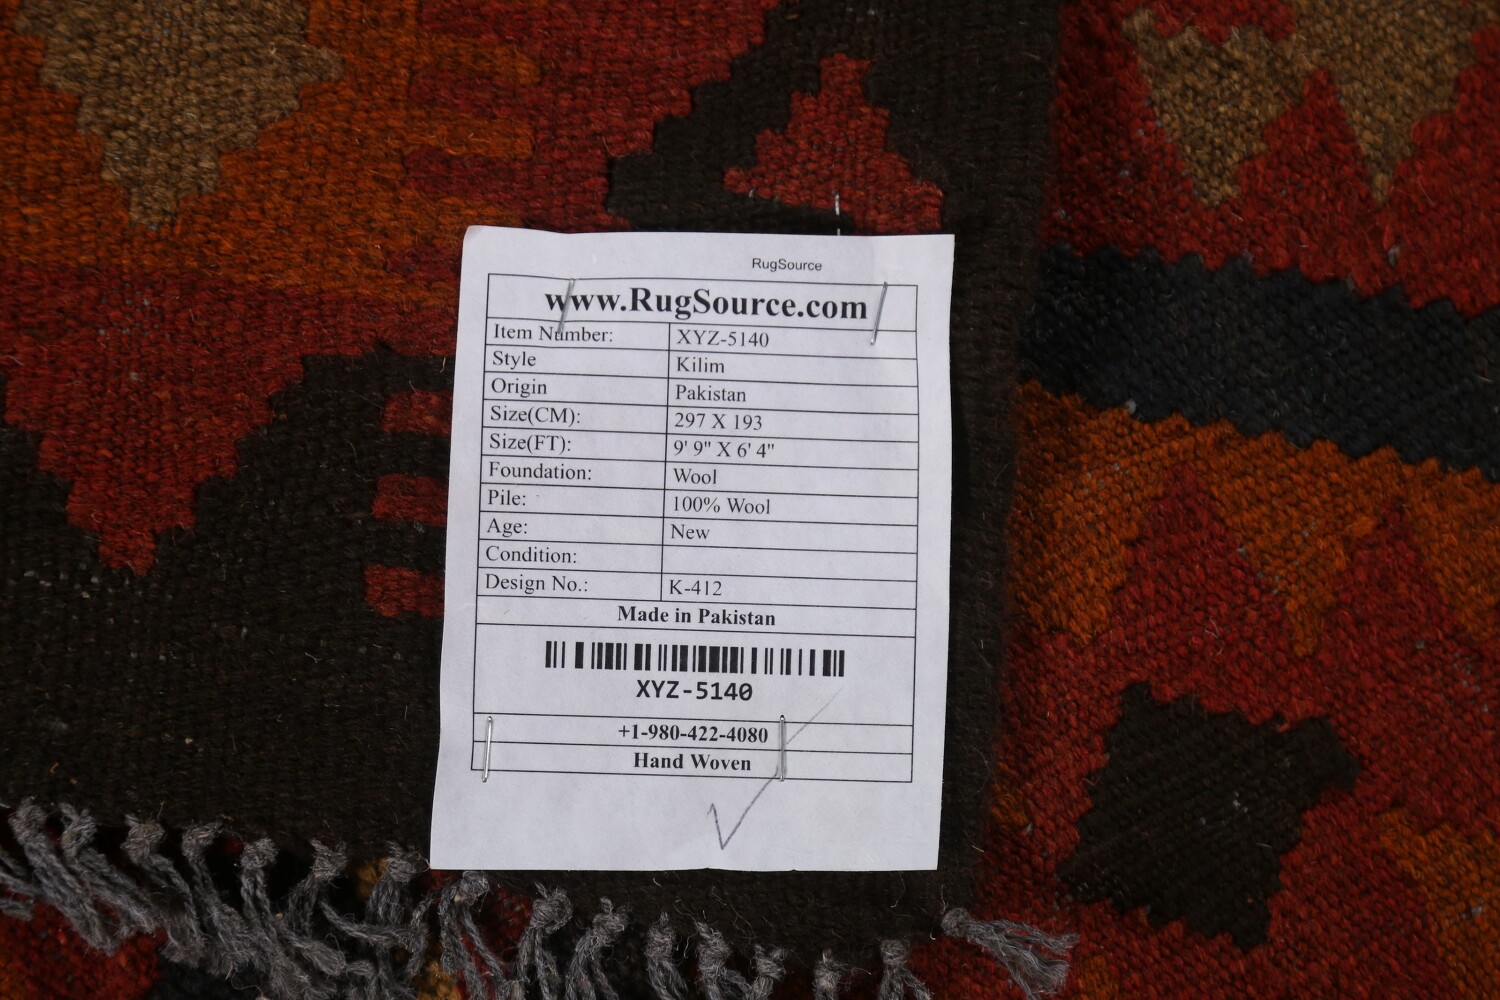 RugSource
www.RugSource.com
Item Number: XYZ-5140
Style Kilim
Origin Pakistan
Size(CM): 297 X 193
Size(FT): 9' 9" X 6' 4"
Foundation: Wool
Pile: 100% Wool
Age: New
Condition:
Design No.: K-412
Made in Pakistan
XYZ-5140
+1-980-422-4080
Hand Woven